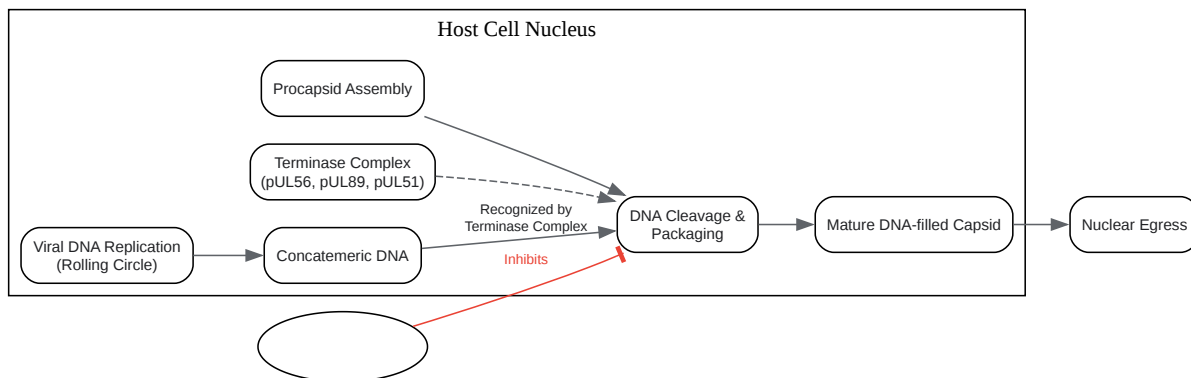 Host Cell Nucleus
Procapsid Assembly
Terminase Complex
(pUL56, pUL89, pUL51)
Recognized by
Terminase Complex
DNA Cleavage &
Packaging
Mature DNA-filled Capsid
Nuclear Egress
Viral DNA Replication
(Rolling Circle)
Concatemeric DNA
Inhibits